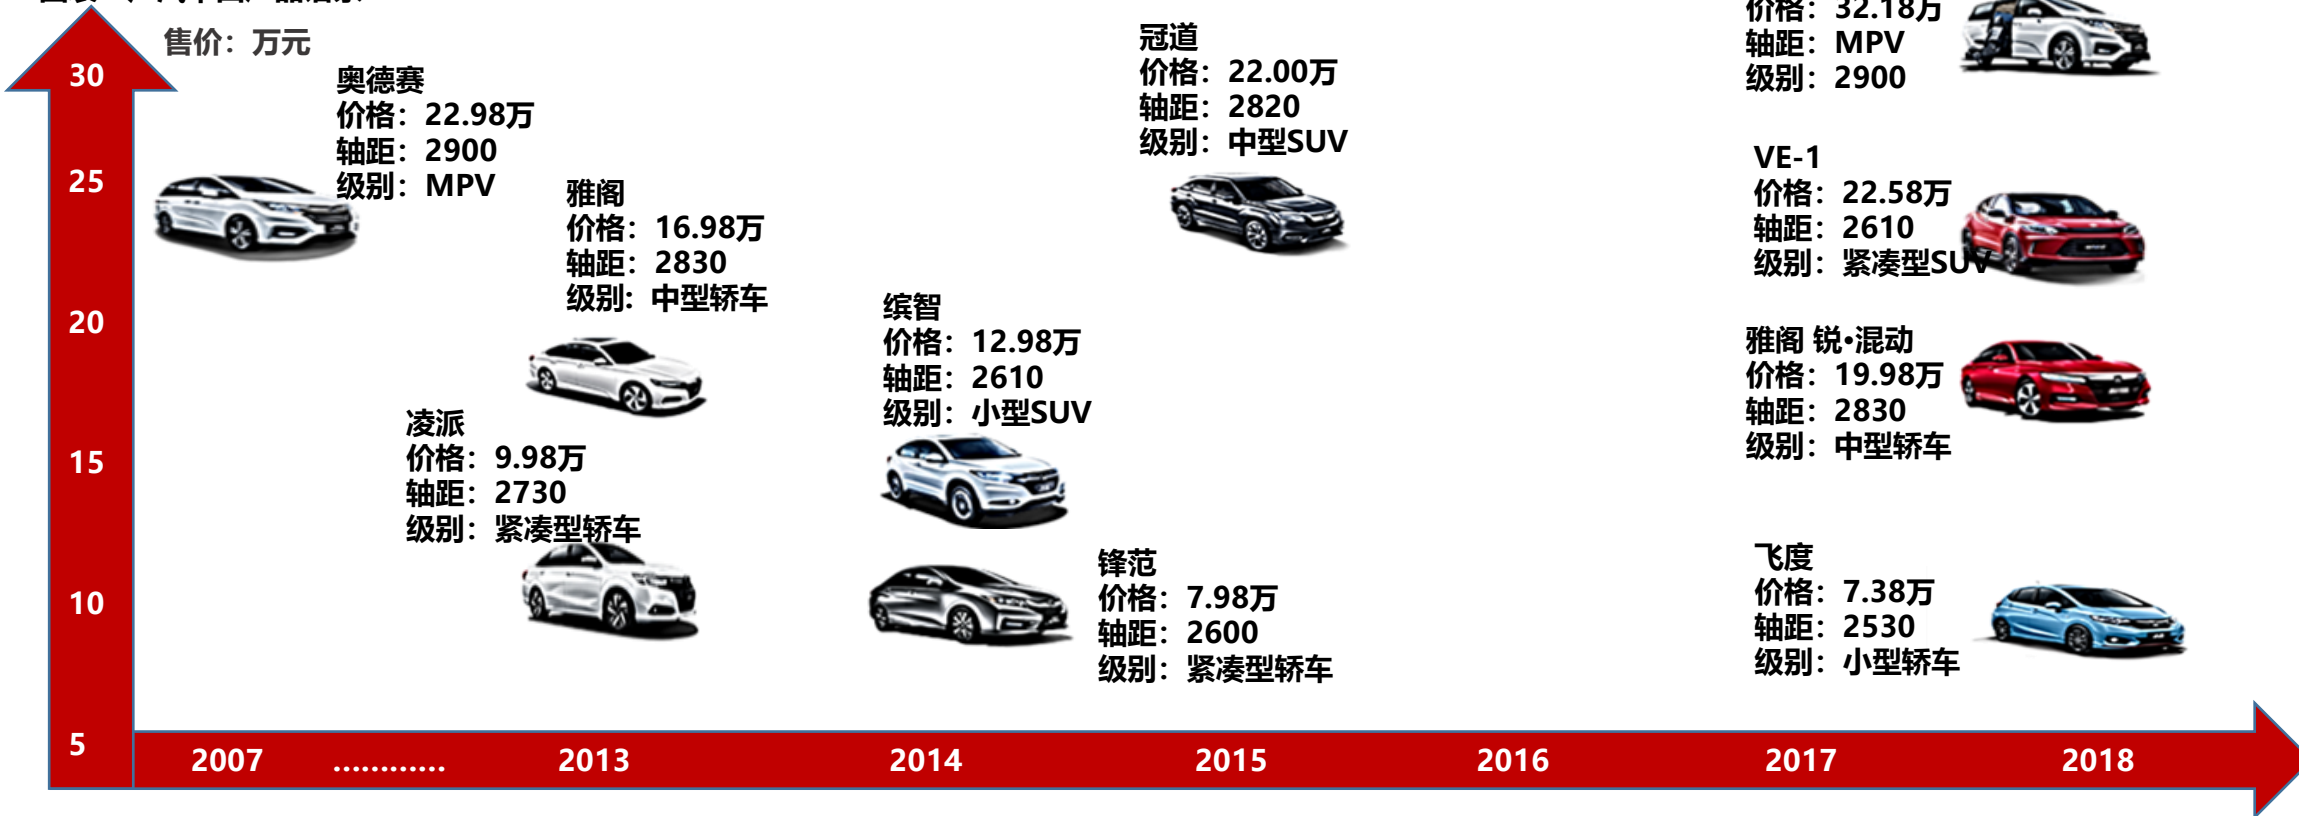 售价：万元
30
25
20
15
10
5
奥德赛
价格：22.98万
轴距：2900
级别：MPV
雅阁
价格：16.98万
轴距：2830
级别：中型轿车
凌派
价格：9.98万
轴距：2730
级别：紧凑型轿车
缤智
价格：12.98万
轴距：2610
级别：小型SUV
锋范
价格：7.98万
轴距：2600
级别：紧凑型轿车
冠道
价格：22.00万
轴距：2820
级别：中型SUV
价格：32.18万
轴距：MPV
级别：2900
VE-1
价格：22.58万
轴距：2610
级别：紧凑型SUV
雅阁 锐·混动
价格：19.98万
轴距：2830
级别：中型轿车
飞度
价格：7.38万
轴距：2530
级别：小型轿车
2007 ………… 2013 2014 2015 2016 2017 2018